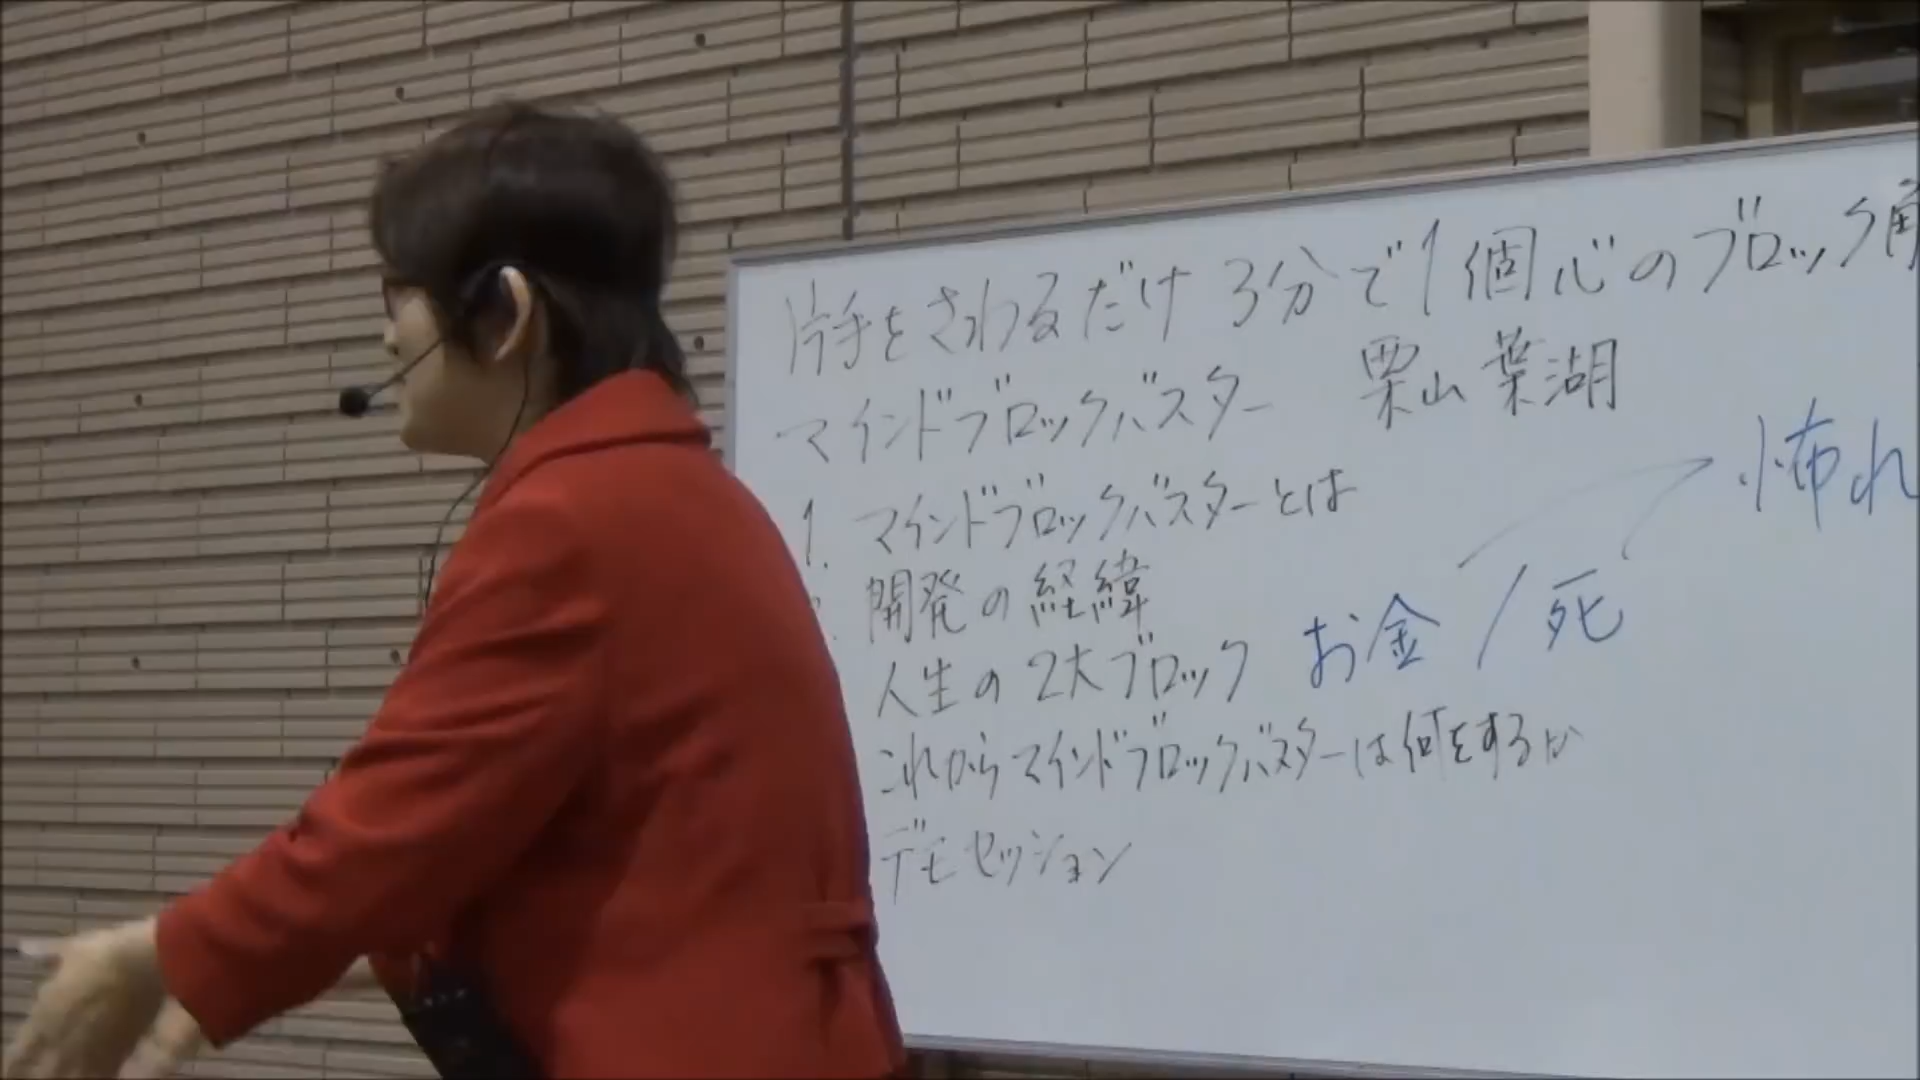 片手をさわるだけ 3分で1個心のブロック
マインドブロックバスター 栗山葉湖
1. マインドブロックバスターとは
開発の経緯
人生の2大ブロック お金/死
怖れ
これからマインドブロックバスターは何をするか
デモセッション